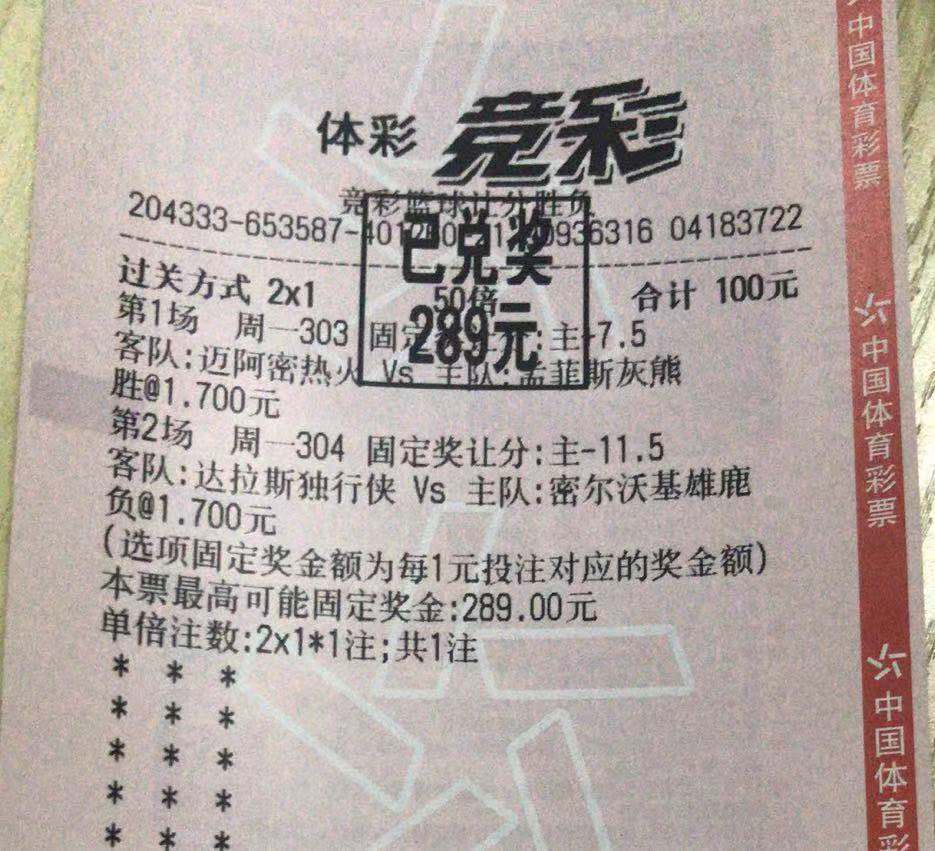 体彩 竞彩
竞彩篮球让分胜负
204333-653587-401260 936316 04183722
已兑奖
289元
过关方式 2x1 50倍 合计 100元
第1场 周一303 固定 让分:主-7.5
客队:迈阿密热火 Vs 主队:孟菲斯灰熊
胜@1.700元
第2场 周一304 固定奖让分:主-11.5
客队:达拉斯独行侠 Vs 主队:密尔沃基雄鹿
负@1.700元
(选项固定奖金额为每1元投注对应的奖金额)
本票最高可能固定奖金:289.00元
单倍注数:2x1*1注;共1注
* * *
* * *
* * *
* * *
* * *
中国体育彩票
中国体育彩票
中国体育彩